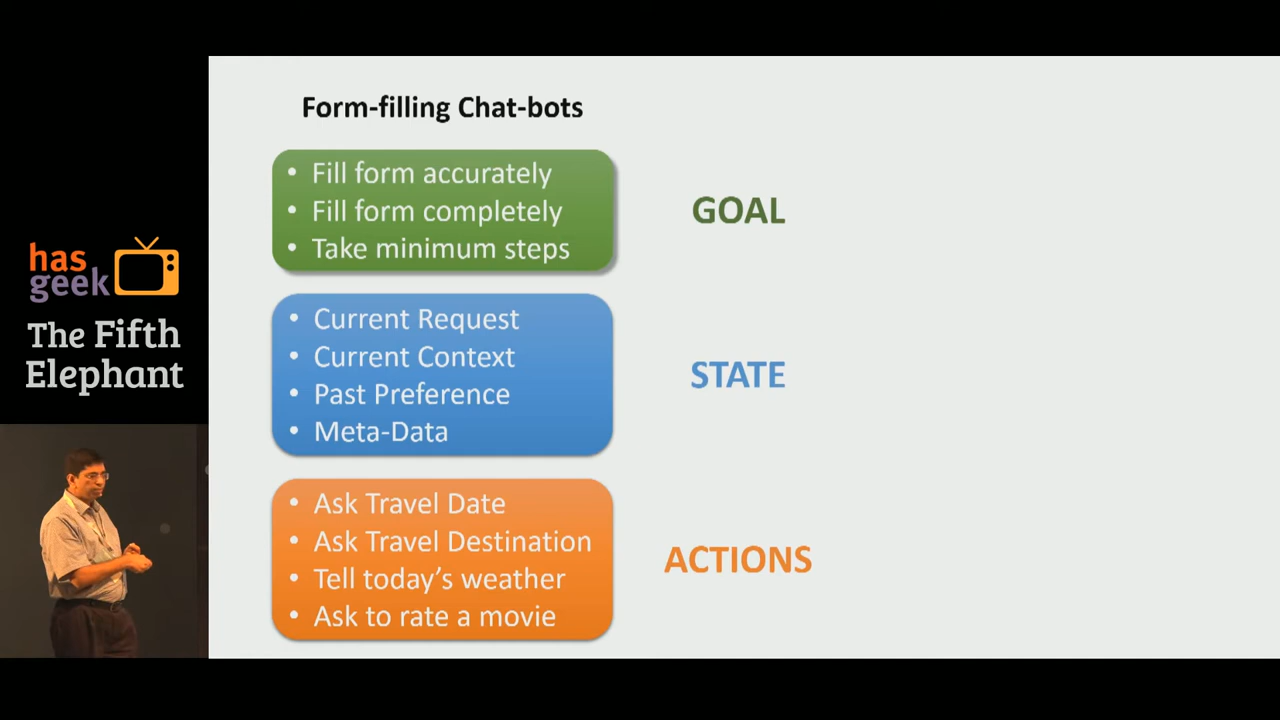 has
geek
The Fifth
Elephant
Form-filling Chat-bots
• Fill form accurately
• Fill form completely
• Take minimum steps
GOAL
• Current Request
• Current Context
• Past Preference
• Meta-Data
STATE
• Ask Travel Date
• Ask Travel Destination
• Tell today’s weather
• Ask to rate a movie
ACTIONS